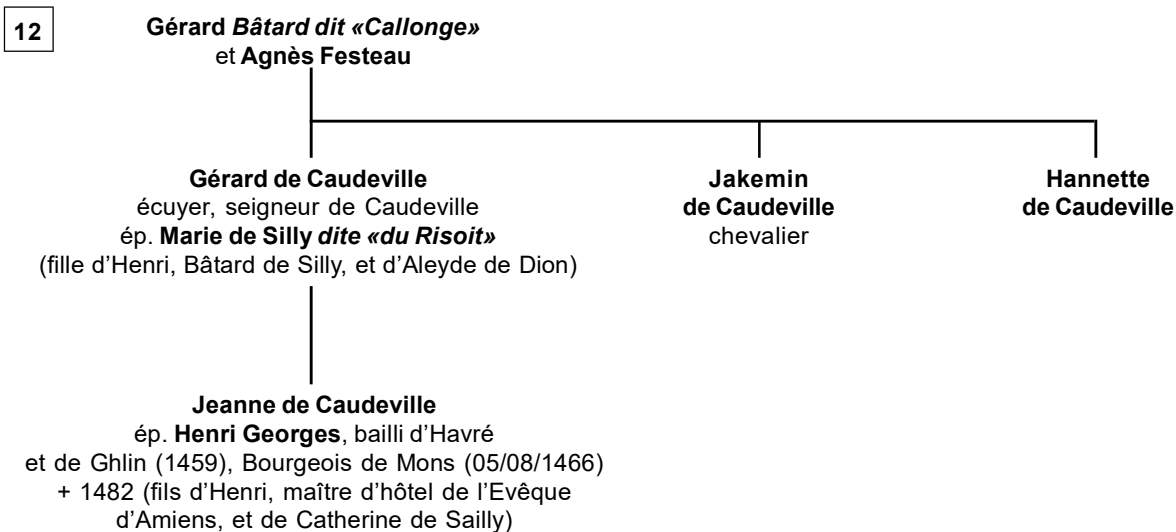 12
Gérard Bâtard dit «Callonge»
et Agnès Festeau
Gérard de Caudeville
écuyer, seigneur de Caudeville
ép. Marie de Silly dite «du Risoit»
(fille d'Henri, Bâtard de Silly, et d'Aleyde de Dion)
Jakemin
de Caudeville
chevalier
Hannette
de Caudeville
Jeanne de Caudeville
ép. Henri Georges, bailli d'Havré
et de Ghlin (1459), Bourgeois de Mons (05/08/1466)
+ 1482 (fils d'Henri, maître d'hôtel de l'Evêque
d'Amiens, et de Catherine de Sailly)